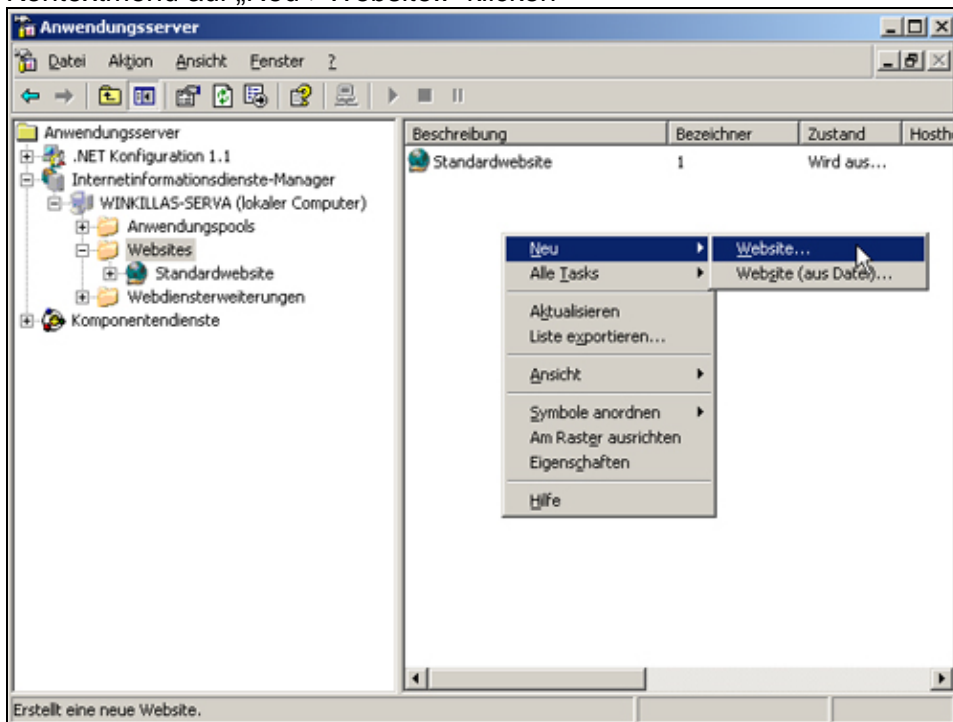 Anwendungsserver
Datei Aktion Ansicht Fenster ?
Anwendungsserver
.NET Konfiguration 1.1
Internetinformationsdienste-Manager
WINKILLAS-SERVA (lokaler Computer)
Anwendungspools
Websites
Standardwebsite
Webdiensterweiterungen
Komponentendienste
Beschreibung Bezeichner Zustand
Standardwebsite 1 Wird aus...
Neu
Alle Tasks
Aktualisieren
Liste exportieren...
Ansicht
Symbole anordnen
Am Raster ausrichten
Eigenschaften
Hilfe
Website...
Website (aus Datei)...
Erstellt eine neue Website.